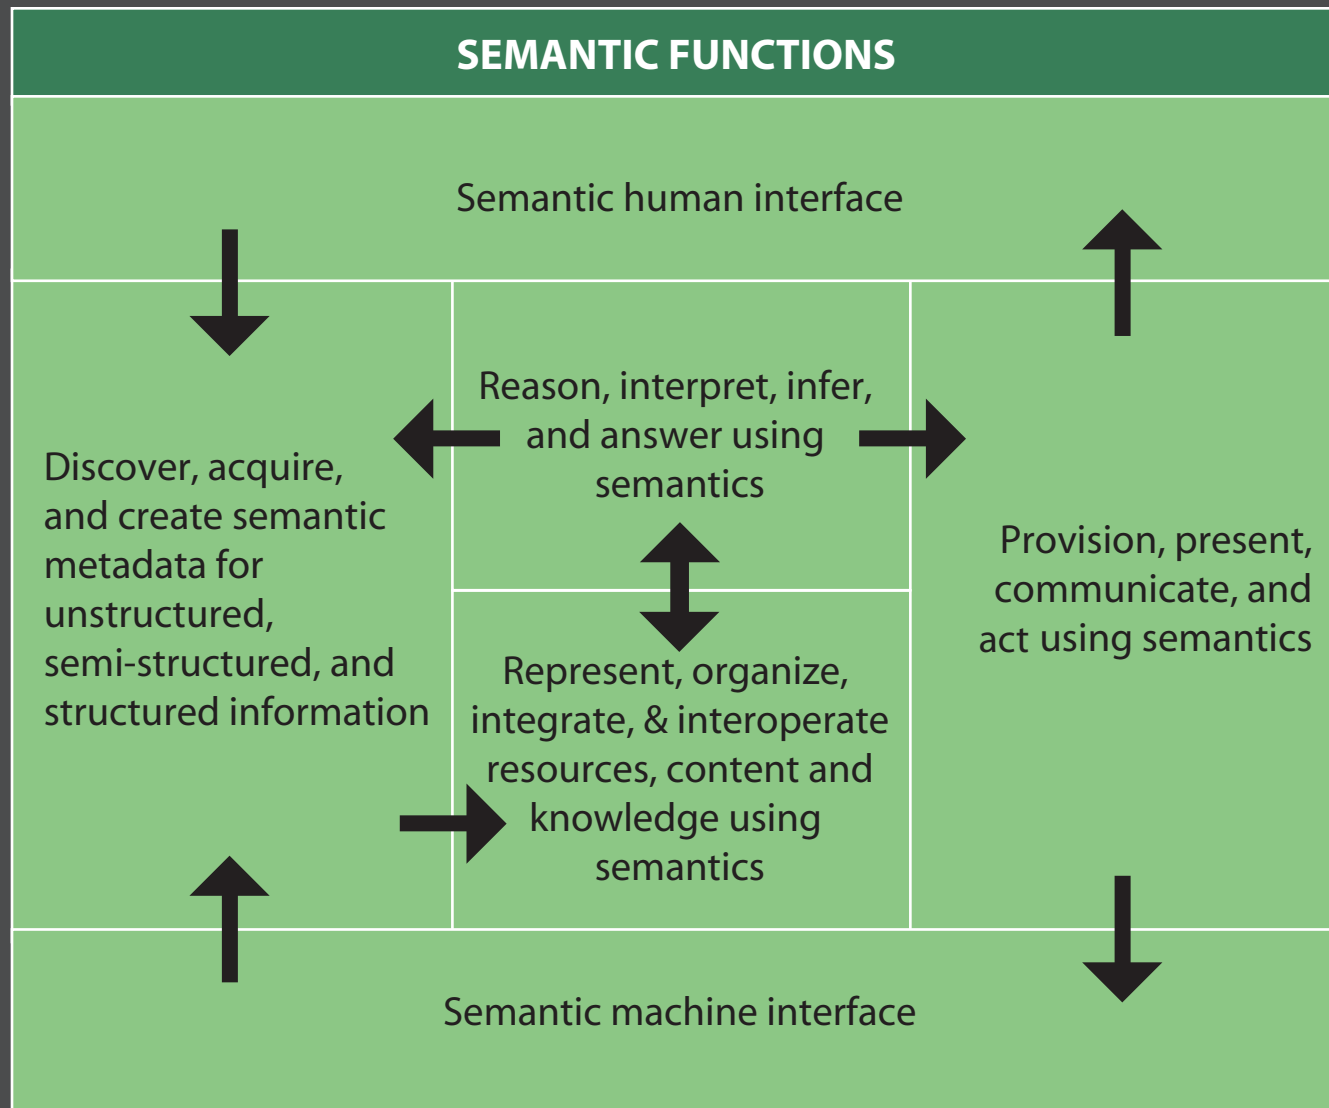 SEMANTIC FUNCTIONS
Semantic human interface
Discover, acquire,
and create semantic
metadata for
unstructured,
semi-structured, and
structured information
Reason, interpret, infer,
and answer using
semantics
Represent, organize,
integrate, & interoperate
resources, content and
knowledge using
semantics
Provision, present,
communicate, and
act using semantics
Semantic machine interface